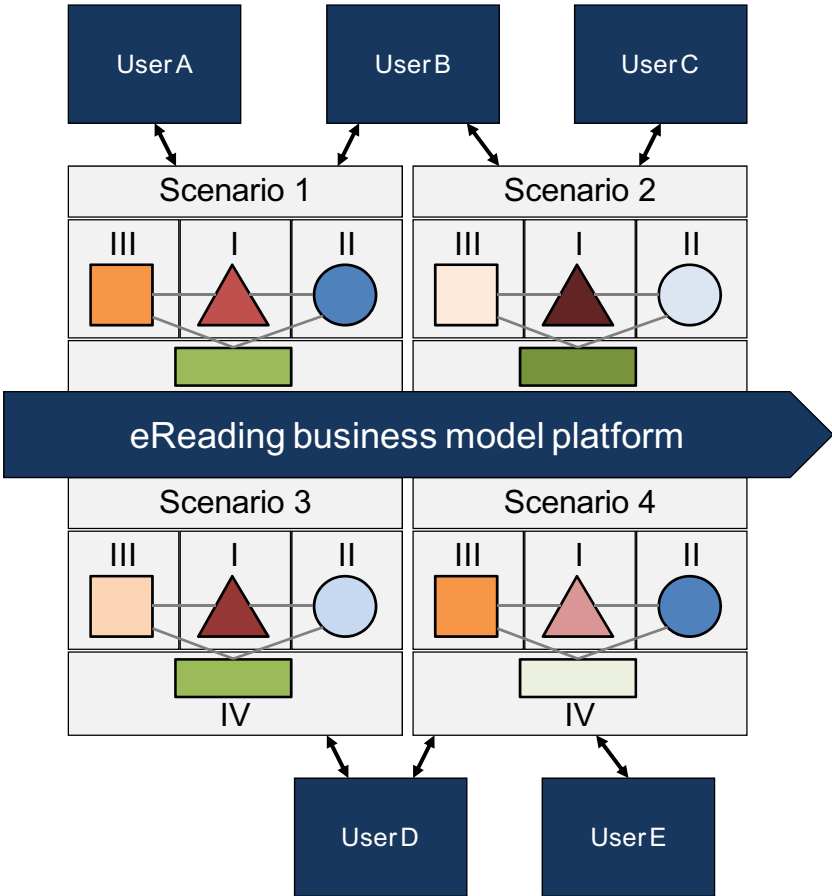 User A
User B
User C
Scenario 1
Scenario 2
III I II
III I II
eReading business model platform
Scenario 3
Scenario 4
III I II
III I II
IV
IV
User D
User E